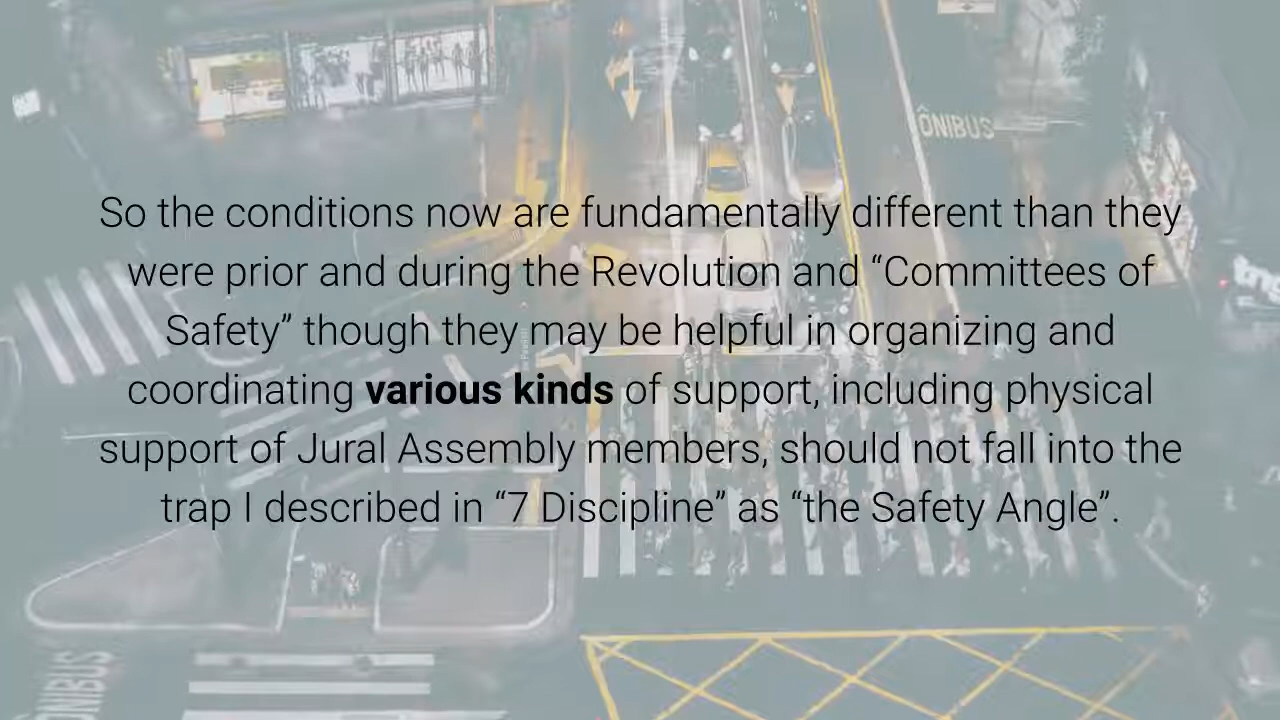 ÔNIBUS
So the conditions now are fundamentally different than they
were prior and during the Revolution and “Committees of
Safety” though they may be helpful in organizing and
coordinating various kinds of support, including physical
support of Jural Assembly members, should not fall into the
trap I described in “7 Discipline” as “the Safety Angle”.
ÔNIBUS